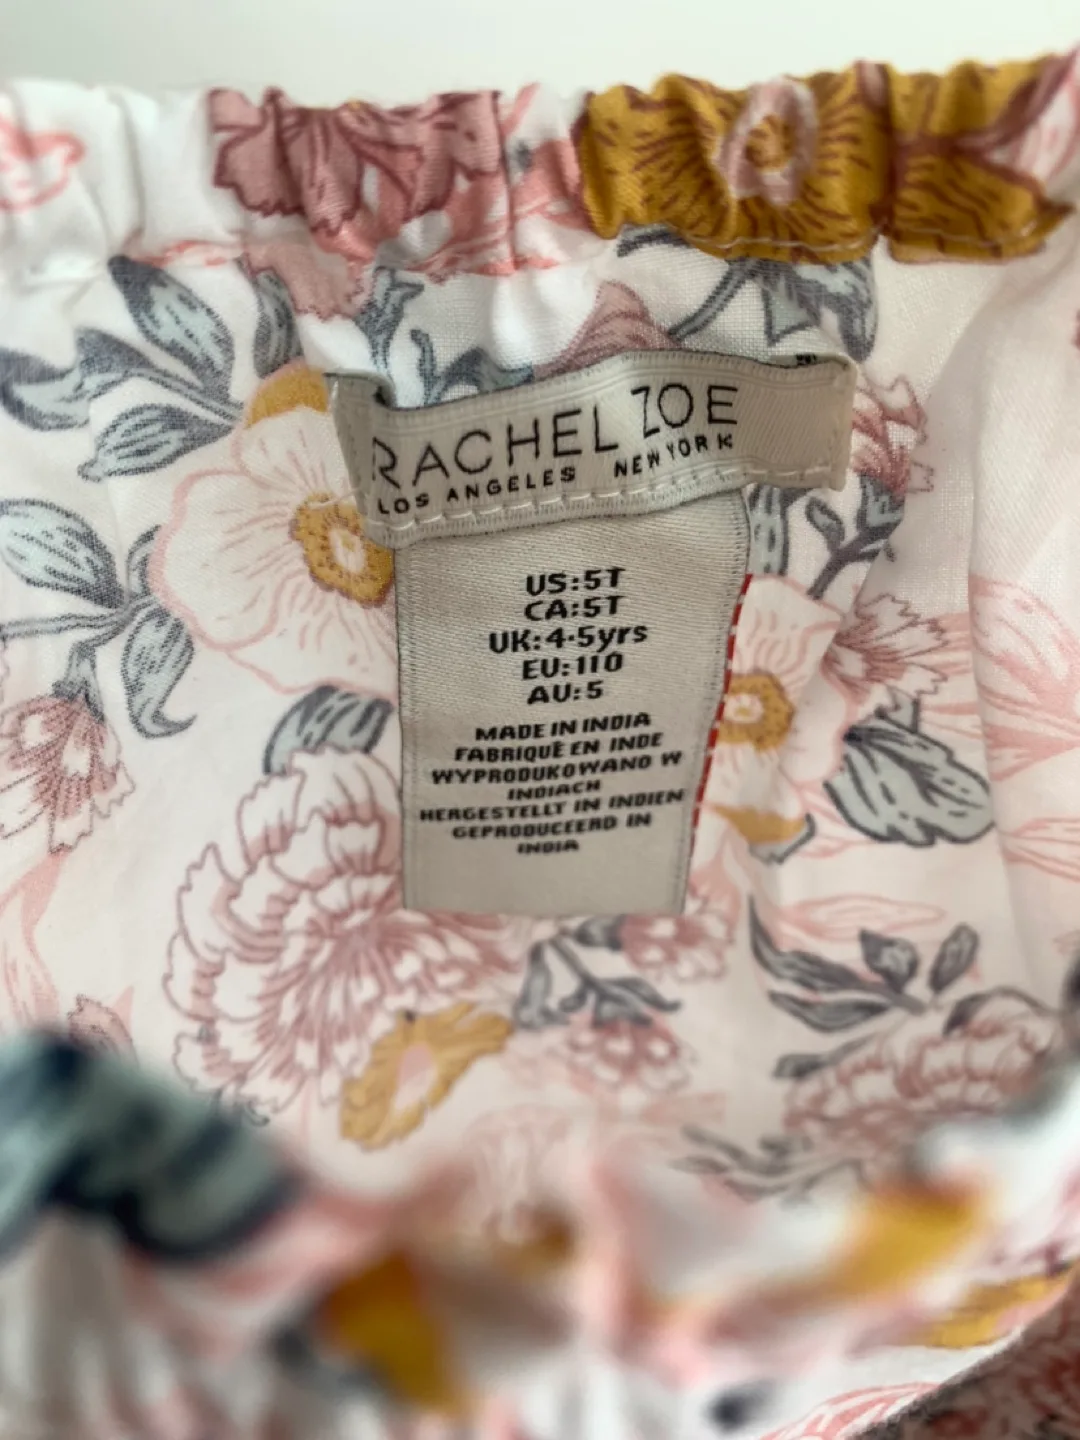 RACHEL ZOE
LOS ANGELES NEW YORK
US:5T
CA:5T
UK:4-5yrs
EU:110
AU:5
MADE IN INDIA
FABRIQUÉ EN INDE
WYPRODUKOWANO W
INDIACH
HERGESTELLT IN INDIEN
GEPRODUCEERD IN
INDIA